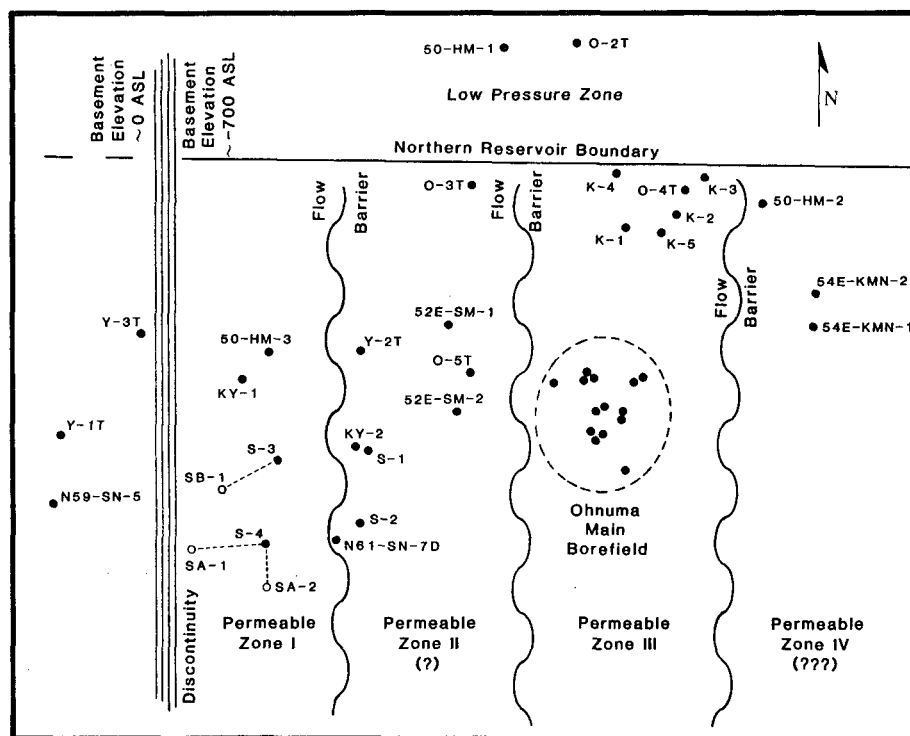 50-HM-1
O-2T
Low Pressure Zone
N
Basement
Elevation
~0 ASL
Basement
Elevation
~-700 ASL
Northern Reservoir Boundary
Flow
Barrier
O-3T
Flow
Barrier
K-4
O-4T
K-3
K-2
K-1
K-5
50-HM-2
Flow
Barrier
54E-KMN-2
54E-KMN-1
Y-3T
50-HM-3
Y-2T
52E-SM-1
O-5T
KY-1
52E-SM-2
Y-1T
S-3
KY-2
S-1
SB-1
N59-SN-5
S-4
S-2
N61-SN-7D
SA-1
SA-2
Ohnuma
Main
Borefield
Discontinuity
Permeable
Zone I
Permeable
Zone II
(?)
Permeable
Zone III
Permeable
Zone IV
(???)